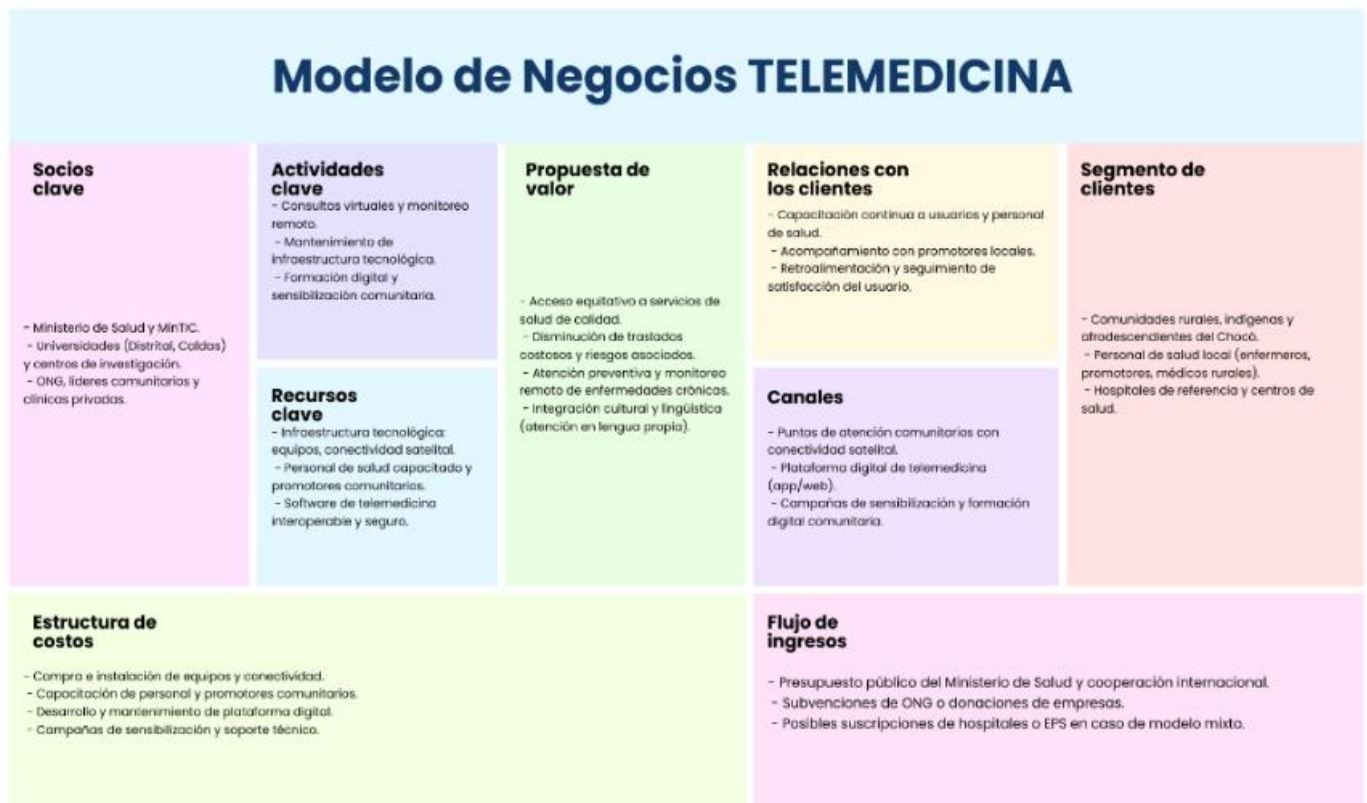 Modelo de Negocios TELEMEDICINA
Socios
clave
- Ministerio de Salud y MinTIC.
- Universidades (Distrital, Caldas)
y centros de investigación.
- ONG, líderes comunitarios y
clínicas privadas.
Actividades
clave
- Consultas virtuales y monitoreo
remoto.
- Mantenimiento de
infraestructura tecnológica.
- Formación digital y
sensibilización comunitaria.
Recursos
clave
- Infraestructura tecnológica:
equipos, conectividad satelital.
- Personal de salud capacitado y
promotores comunitarios.
- Software de telemedicina
interoperable y seguro.
Propuesta de
valor
- Acceso equitativo a servicios de
salud de calidad.
- Disminución de traslados
costosos y riesgos asociados.
- Atención preventiva y monitoreo
remoto de enfermedades crónicas.
- Integración cultural y lingüística
(atención en lengua propia).
Relaciones con
los clientes
- Capacitación continua a usuarios y personal
de salud.
- Acompañamiento con promotores locales.
- Retroalimentación y seguimiento de
satisfacción del usuario.
Canales
- Puntos de atención comunitarios con
conectividad satelital.
- Plataforma digital de telemedicina
(app/web).
- Campañas de sensibilización y formación
digital comunitaria.
Segmento de
clientes
- Comunidades rurales, indígenas y
afrodescendientes del Chocó.
- Personal de salud local (enfermeros,
promotores, médicos rurales).
- Hospitales de referencia y centros de
salud.
Estructura de
costos
- Compra e instalación de equipos y conectividad.
- Capacitación de personal y promotores comunitarios.
- Desarrollo y mantenimiento de plataforma digital.
- Campañas de sensibilización y soporte técnico.
Flujo de
ingresos
- Presupuesto público del Ministerio de Salud y cooperación internacional.
- Subvenciones de ONG o donaciones de empresas.
- Posibles suscripciones de hospitales o EPS en caso de modelo mixto.